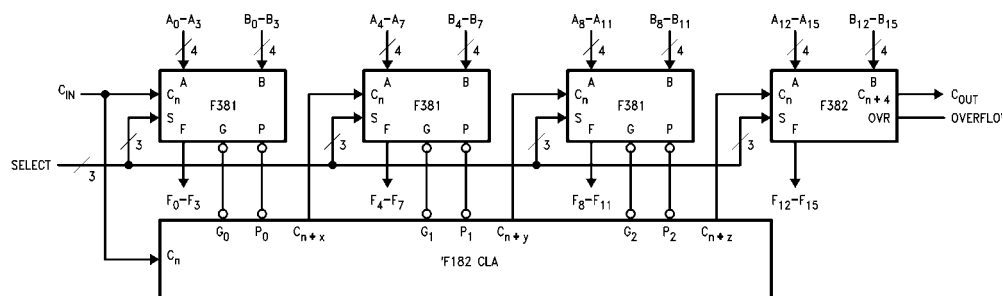 A0–A3 B0–B3 A4–A7 B4–B7 A8–A11 B8–B11 A12–A15 B12–B15
4 4 4 4 4 4 4 4
A B A B A B A B
CIN Cn F381 Cn F381 Cn F381 Cn F382 Cn+4 COUT
S S S S OVR OVERFLOW
F G P F G P F G P F
3 3 3 3
SELECT 3
F0–F3 F4–F7 F8–F11 F12–F15
G0 P0 Cn+x G1 P1 Cn+y G2 P2 Cn+z
Cn 'F182 CLA